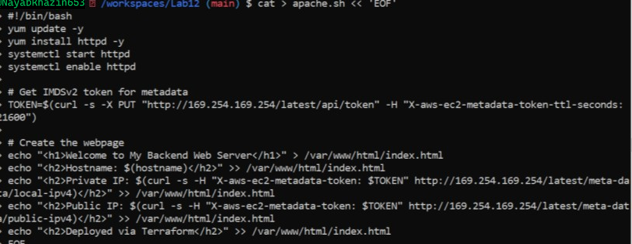 NayabKhazin653 /workspaces/Lab12 (main) $ cat > apache.sh << 'EOF'
> #!/bin/bash
> yum update -y
> yum install httpd -y
> systemctl start httpd
> systemctl enable httpd
>
> # Get IMDSv2 token for metadata
> TOKEN=$(curl -s -X PUT "http://169.254.169.254/latest/api/token" -H "X-aws-ec2-metadata-token-ttl-seconds:
21600")
>
> # Create the webpage
> echo "<h1>Welcome to My Backend Web Server</h1>" > /var/www/html/index.html
> echo "<h2>Hostname: $(hostname)</h2>" >> /var/www/html/index.html
> echo "<h2>Private IP: $(curl -s -H "X-aws-ec2-metadata-token: $TOKEN" http://169.254.169.254/latest/meta-da
ta/local-ipv4)</h2>" >> /var/www/html/index.html
> echo "<h2>Public IP: $(curl -s -H "X-aws-ec2-metadata-token: $TOKEN" http://169.254.169.254/latest/meta-dat
a/public-ipv4)</h2>" >> /var/www/html/index.html
> echo "<h2>Deployed via Terraform</h2>" >> /var/www/html/index.html
> EOF